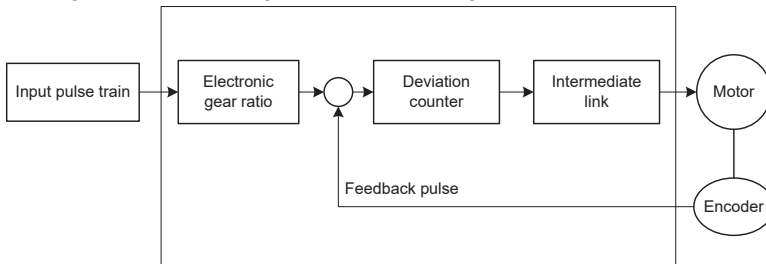 Input pulse train
Electronic
gear ratio
Deviation
counter
Intermediate
link
Motor
Feedback pulse
Encoder